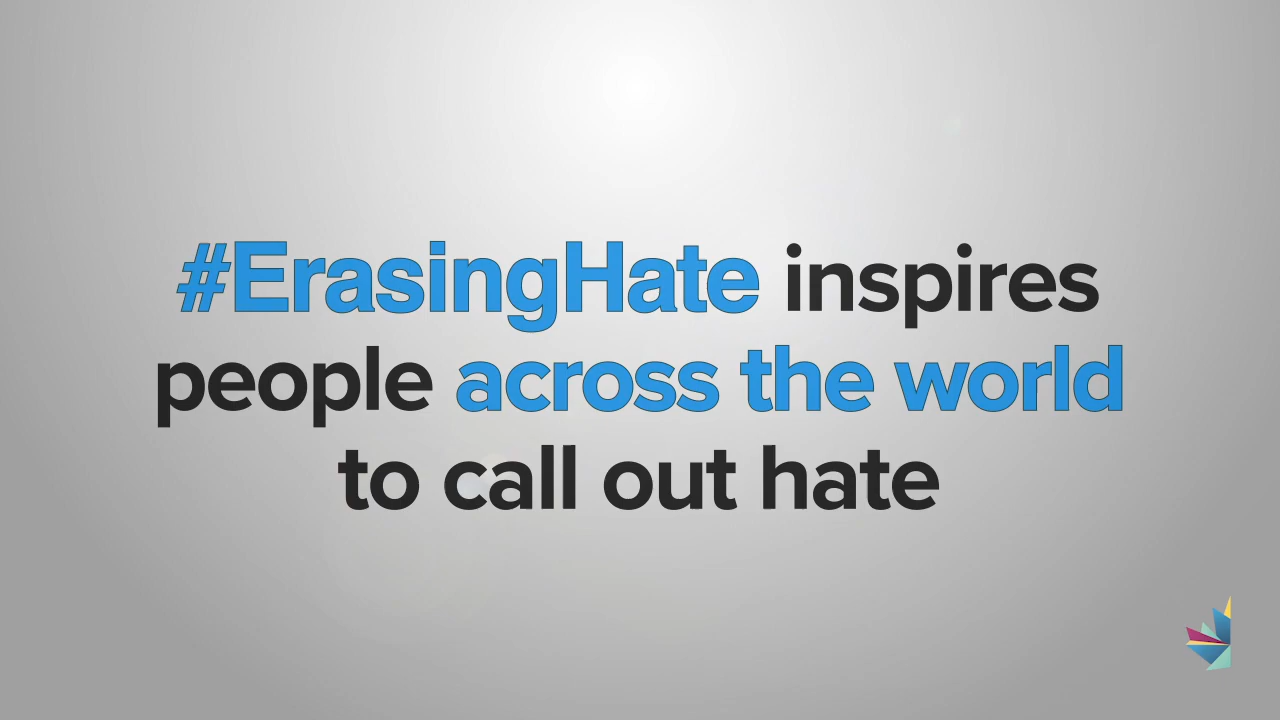 #ErasingHate inspires
people across the world
to call out hate